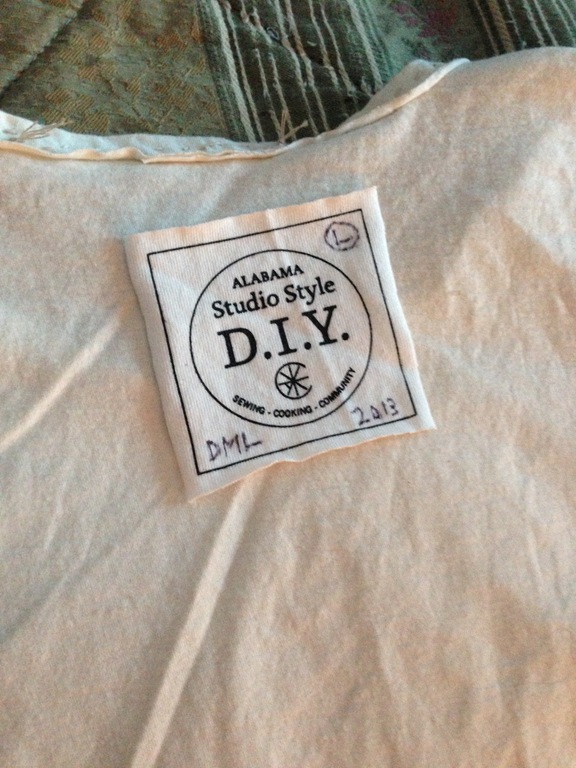 L
ALABAMA
Studio Style
D.I.Y.
SEWING - COOKING - COMMUNITY
DML
2013